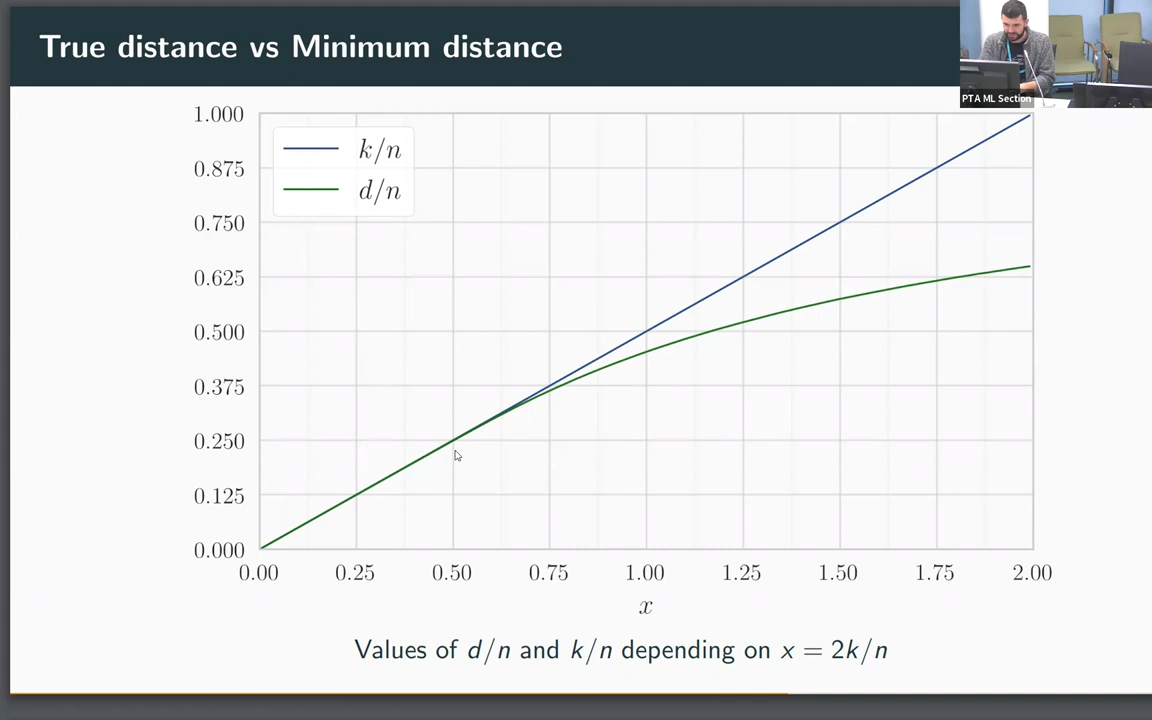 True distance vs Minimum distance
PTA ML Section
1.000
0.875
0.750
0.625
0.500
0.375
0.250
0.125
0.000
k/n
d/n
0.00 0.25 0.50 0.75 1.00 1.25 1.50 1.75 2.00
x
Values of d/n and k/n depending on x = 2k/n